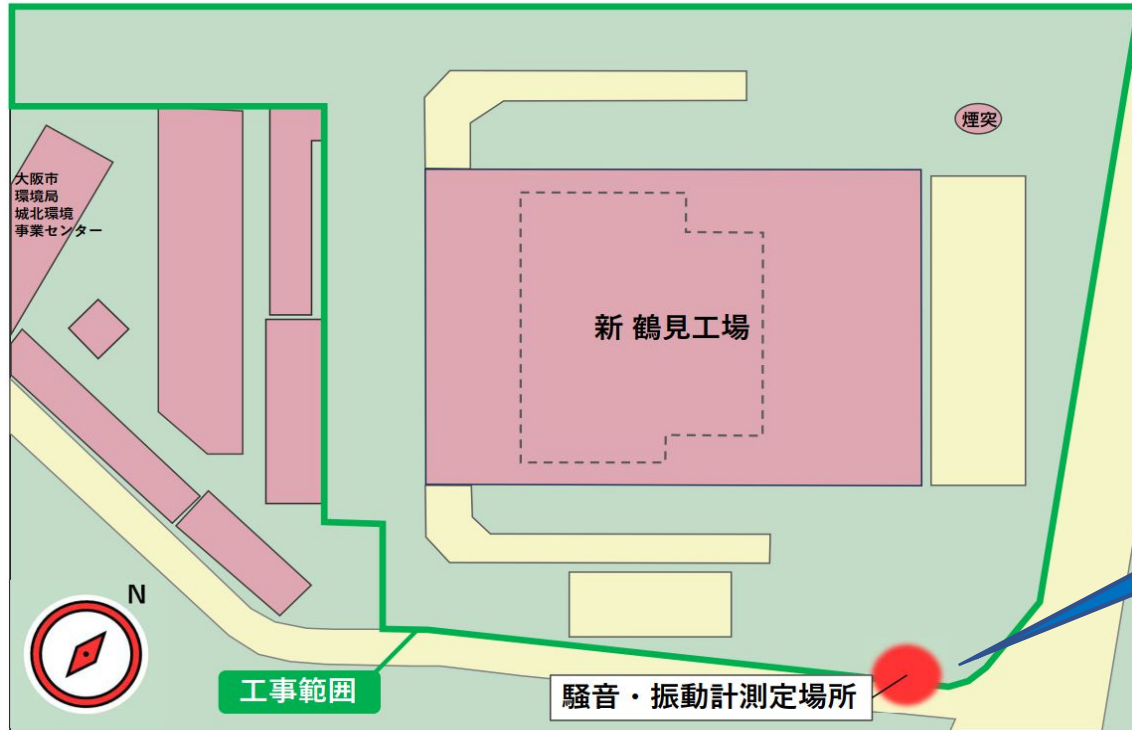 煙突
大阪市
環境局
城北環境
事業センター
新 鶴見工場
N
工事範囲
騒音・振動計測定場所